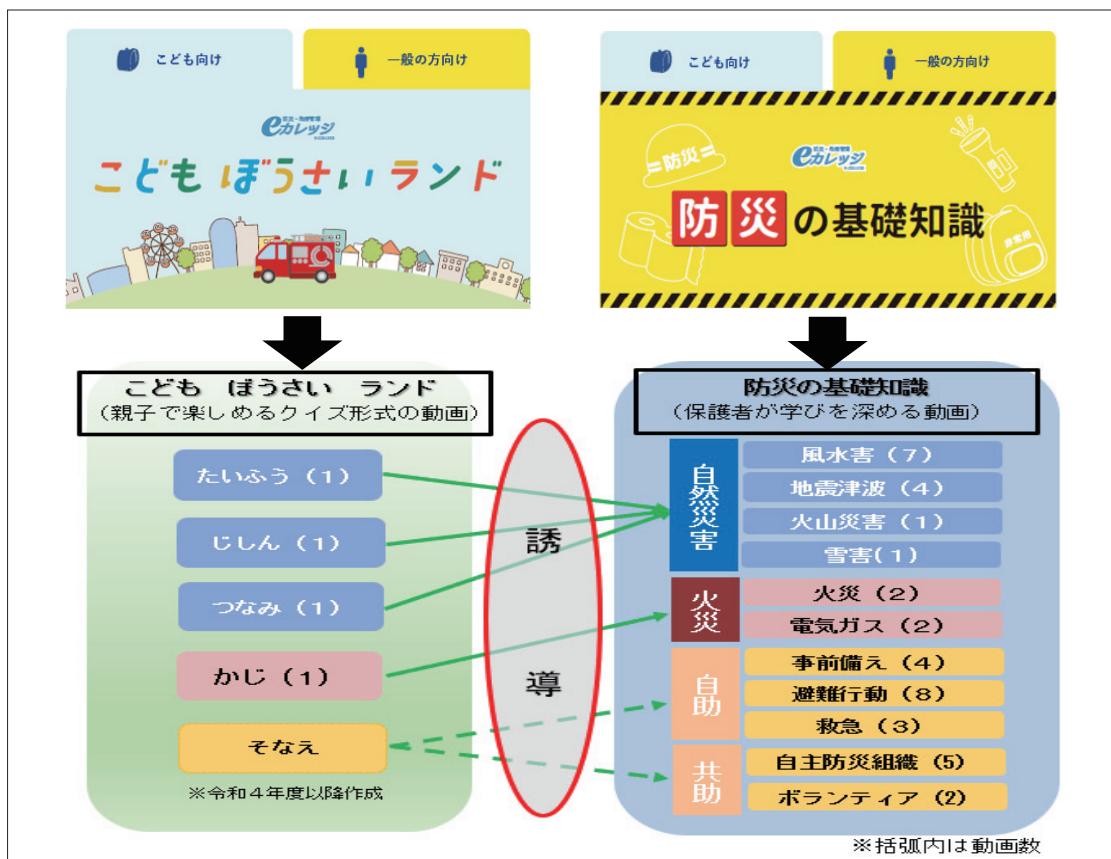 こども向け
一般の方向け
eカレッジ
こどもぼうさいランド
こども向け
一般の方向け
=防災=
eカレッジ
防災の基礎知識
非常用
こども ぼうさい ランド
（親子で楽しめるクイズ形式の動画）
たいふう（１）
じしん（１）
つなみ（１）
かじ（１）
そなえ
※令和４年度以降作成
誘導
防災の基礎知識
（保護者が学びを深める動画）
自然災害
風水害（７）
地震津波（４）
火山災害（１）
雪害(１)
火災
火災（２）
電気ガス（２）
自助
事前備え（４）
避難行動（８）
救急（３）
共助
自主防災組織（5）
ボランティア（2）
※括弧内は動画数